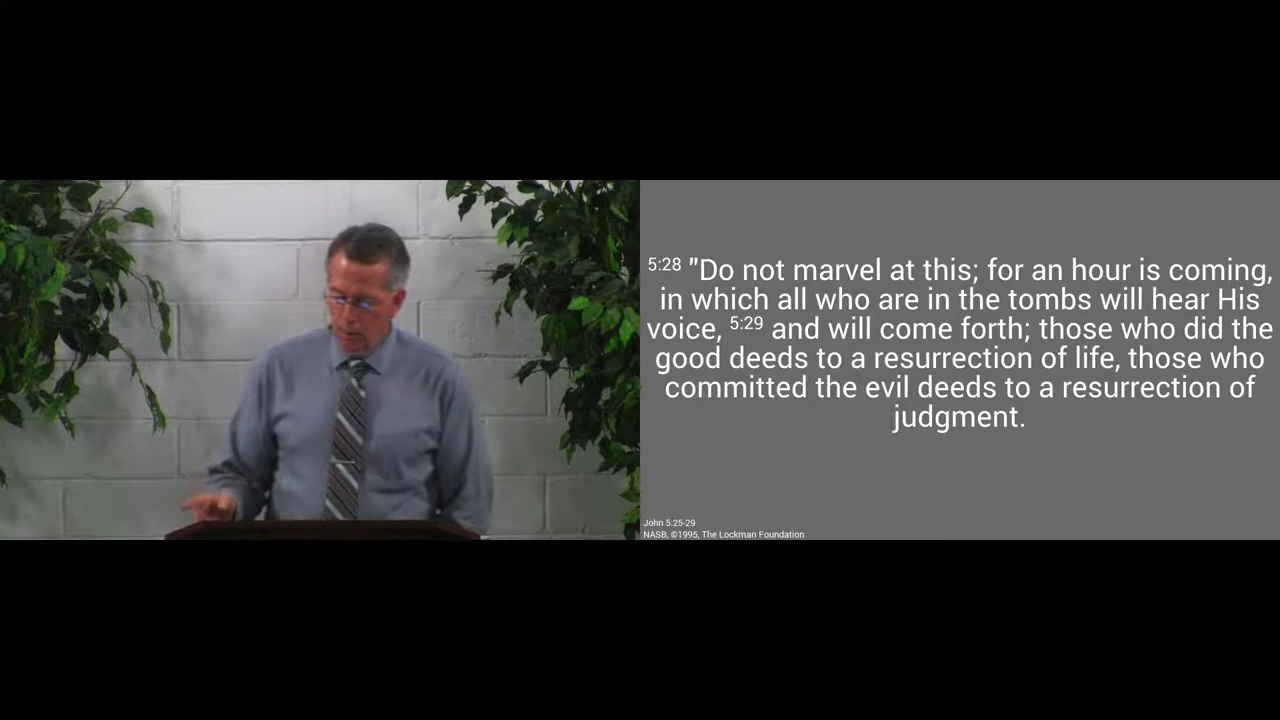 5:28 "Do not marvel at this; for an hour is coming,
in which all who are in the tombs will hear His
voice, 5:29 and will come forth; those who did the
good deeds to a resurrection of life, those who
committed the evil deeds to a resurrection of
judgment.
John 5:25-29
NASB, ©1995, The Lockman Foundation